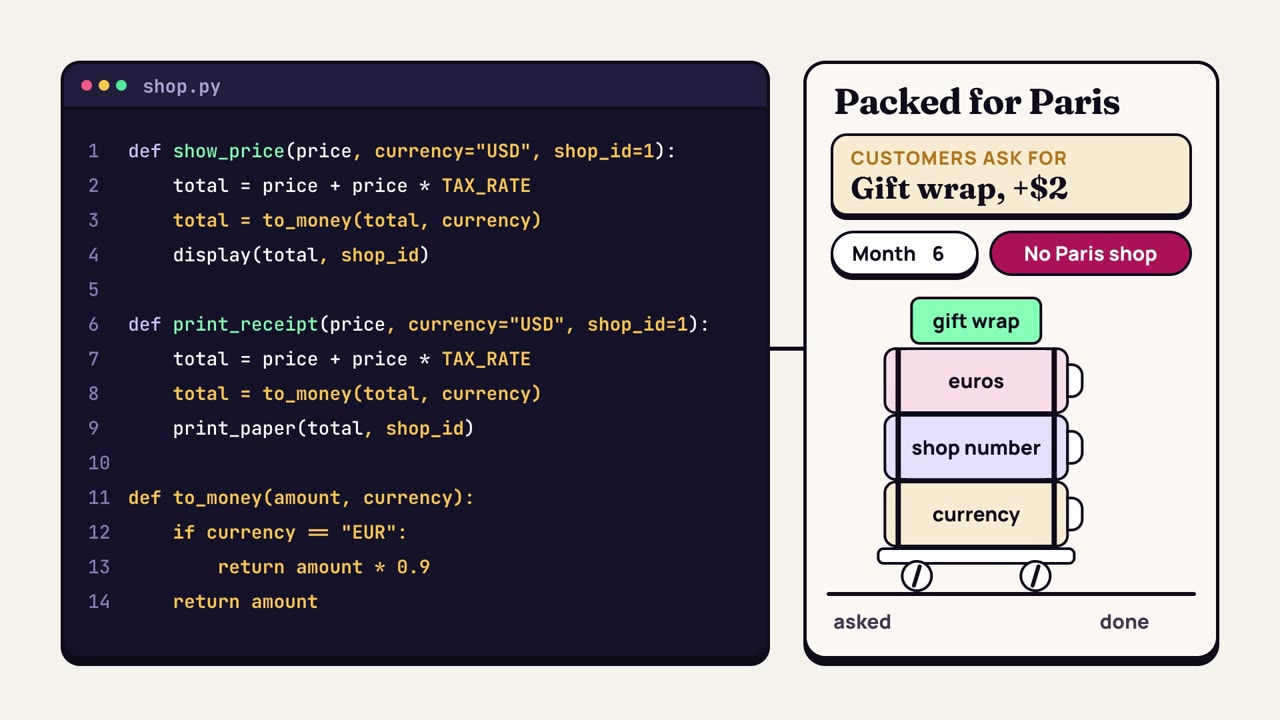 shop.py
1 def show_price(price, currency="USD", shop_id=1):
2     total = price + price * TAX_RATE
3     total = to_money(total, currency)
4     display(total, shop_id)
5
6 def print_receipt(price, currency="USD", shop_id=1):
7     total = price + price * TAX_RATE
8     total = to_money(total, currency)
9     print_paper(total, shop_id)
10
11 def to_money(amount, currency):
12     if currency == "EUR":
13         return amount * 0.9
14     return amount
Packed for Paris
CUSTOMERS ASK FOR
Gift wrap, +$2
Month 6
No Paris shop
gift wrap
euros
shop number
currency
asked
done